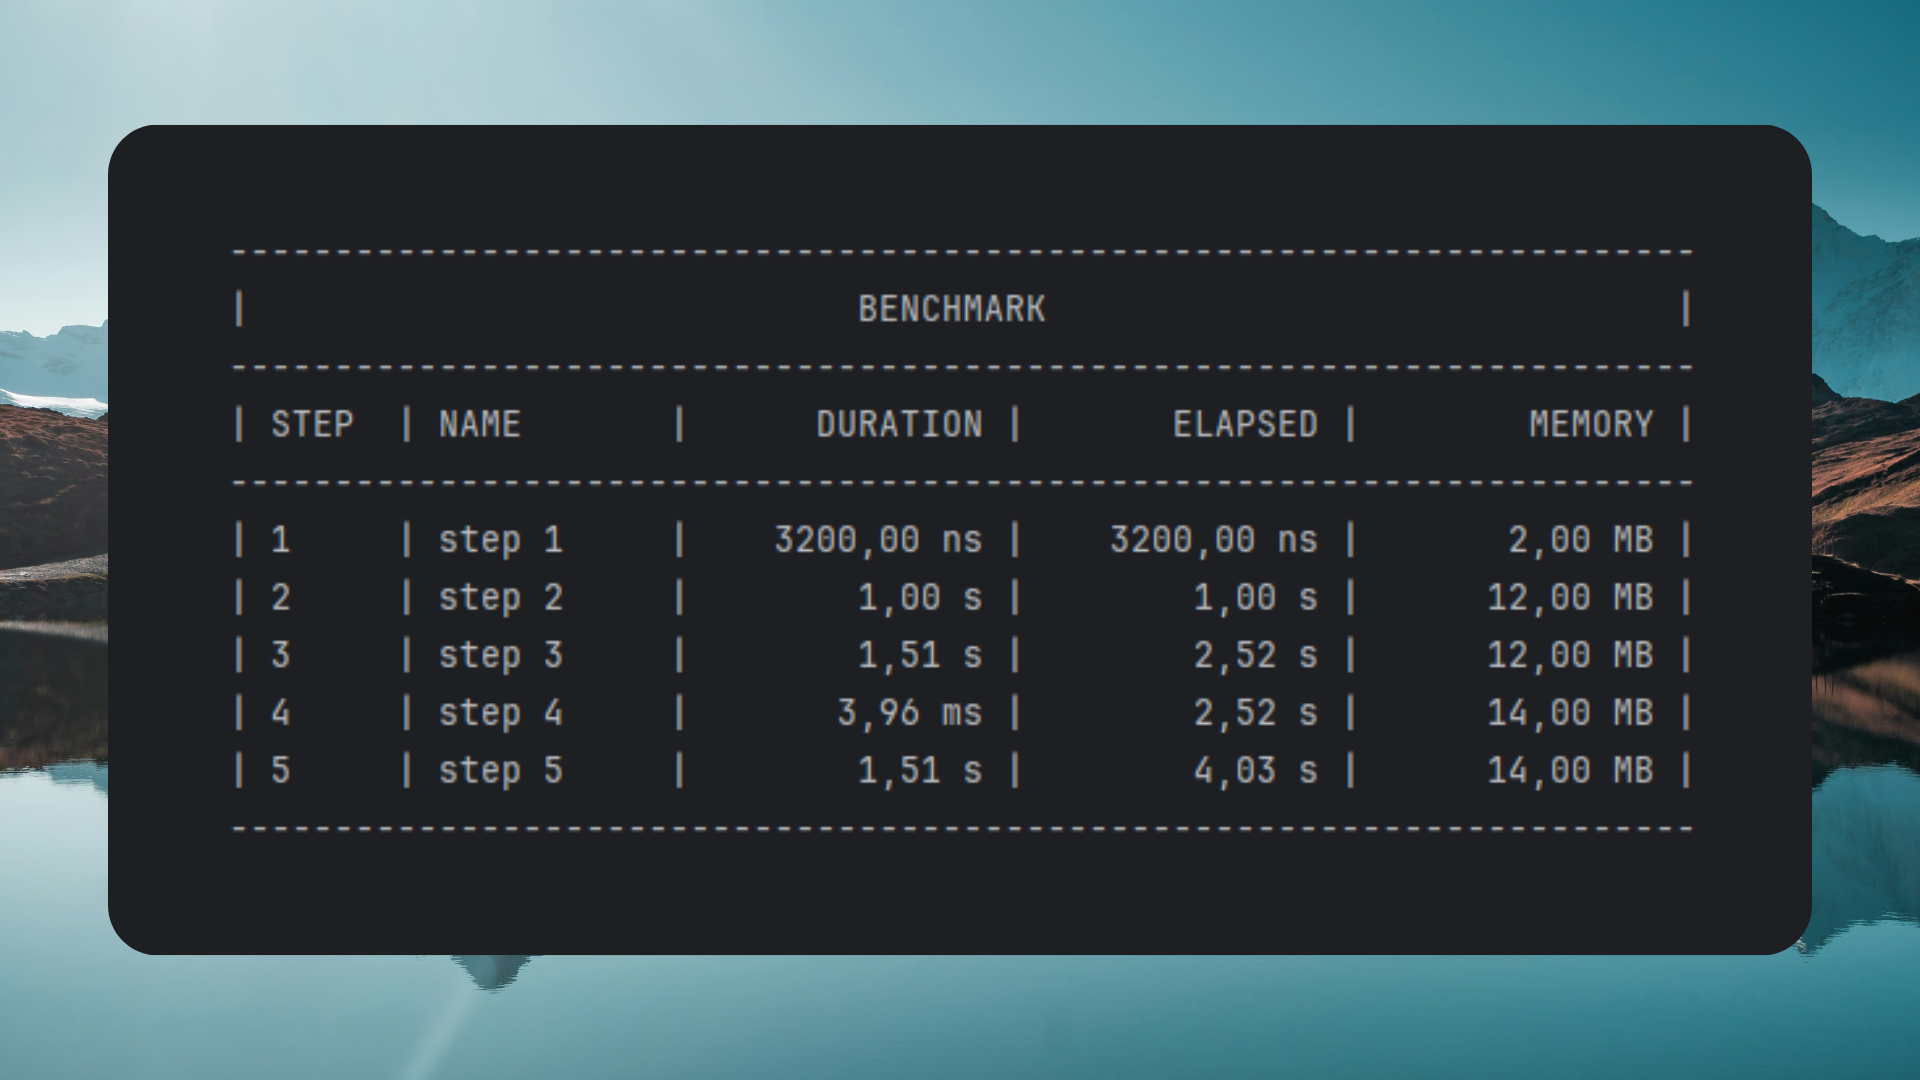 ----------------------------------------------------------------------
|                             BENCHMARK                              |
----------------------------------------------------------------------
| STEP  | NAME       |      DURATION |       ELAPSED |        MEMORY |
----------------------------------------------------------------------
| 1     | step 1     |    3200,00 ns |    3200,00 ns |       2,00 MB |
| 2     | step 2     |        1,00 s |        1,00 s |      12,00 MB |
| 3     | step 3     |        1,51 s |        2,52 s |      12,00 MB |
| 4     | step 4     |       3,96 ms |        2,52 s |      14,00 MB |
| 5     | step 5     |        1,51 s |        4,03 s |      14,00 MB |
----------------------------------------------------------------------